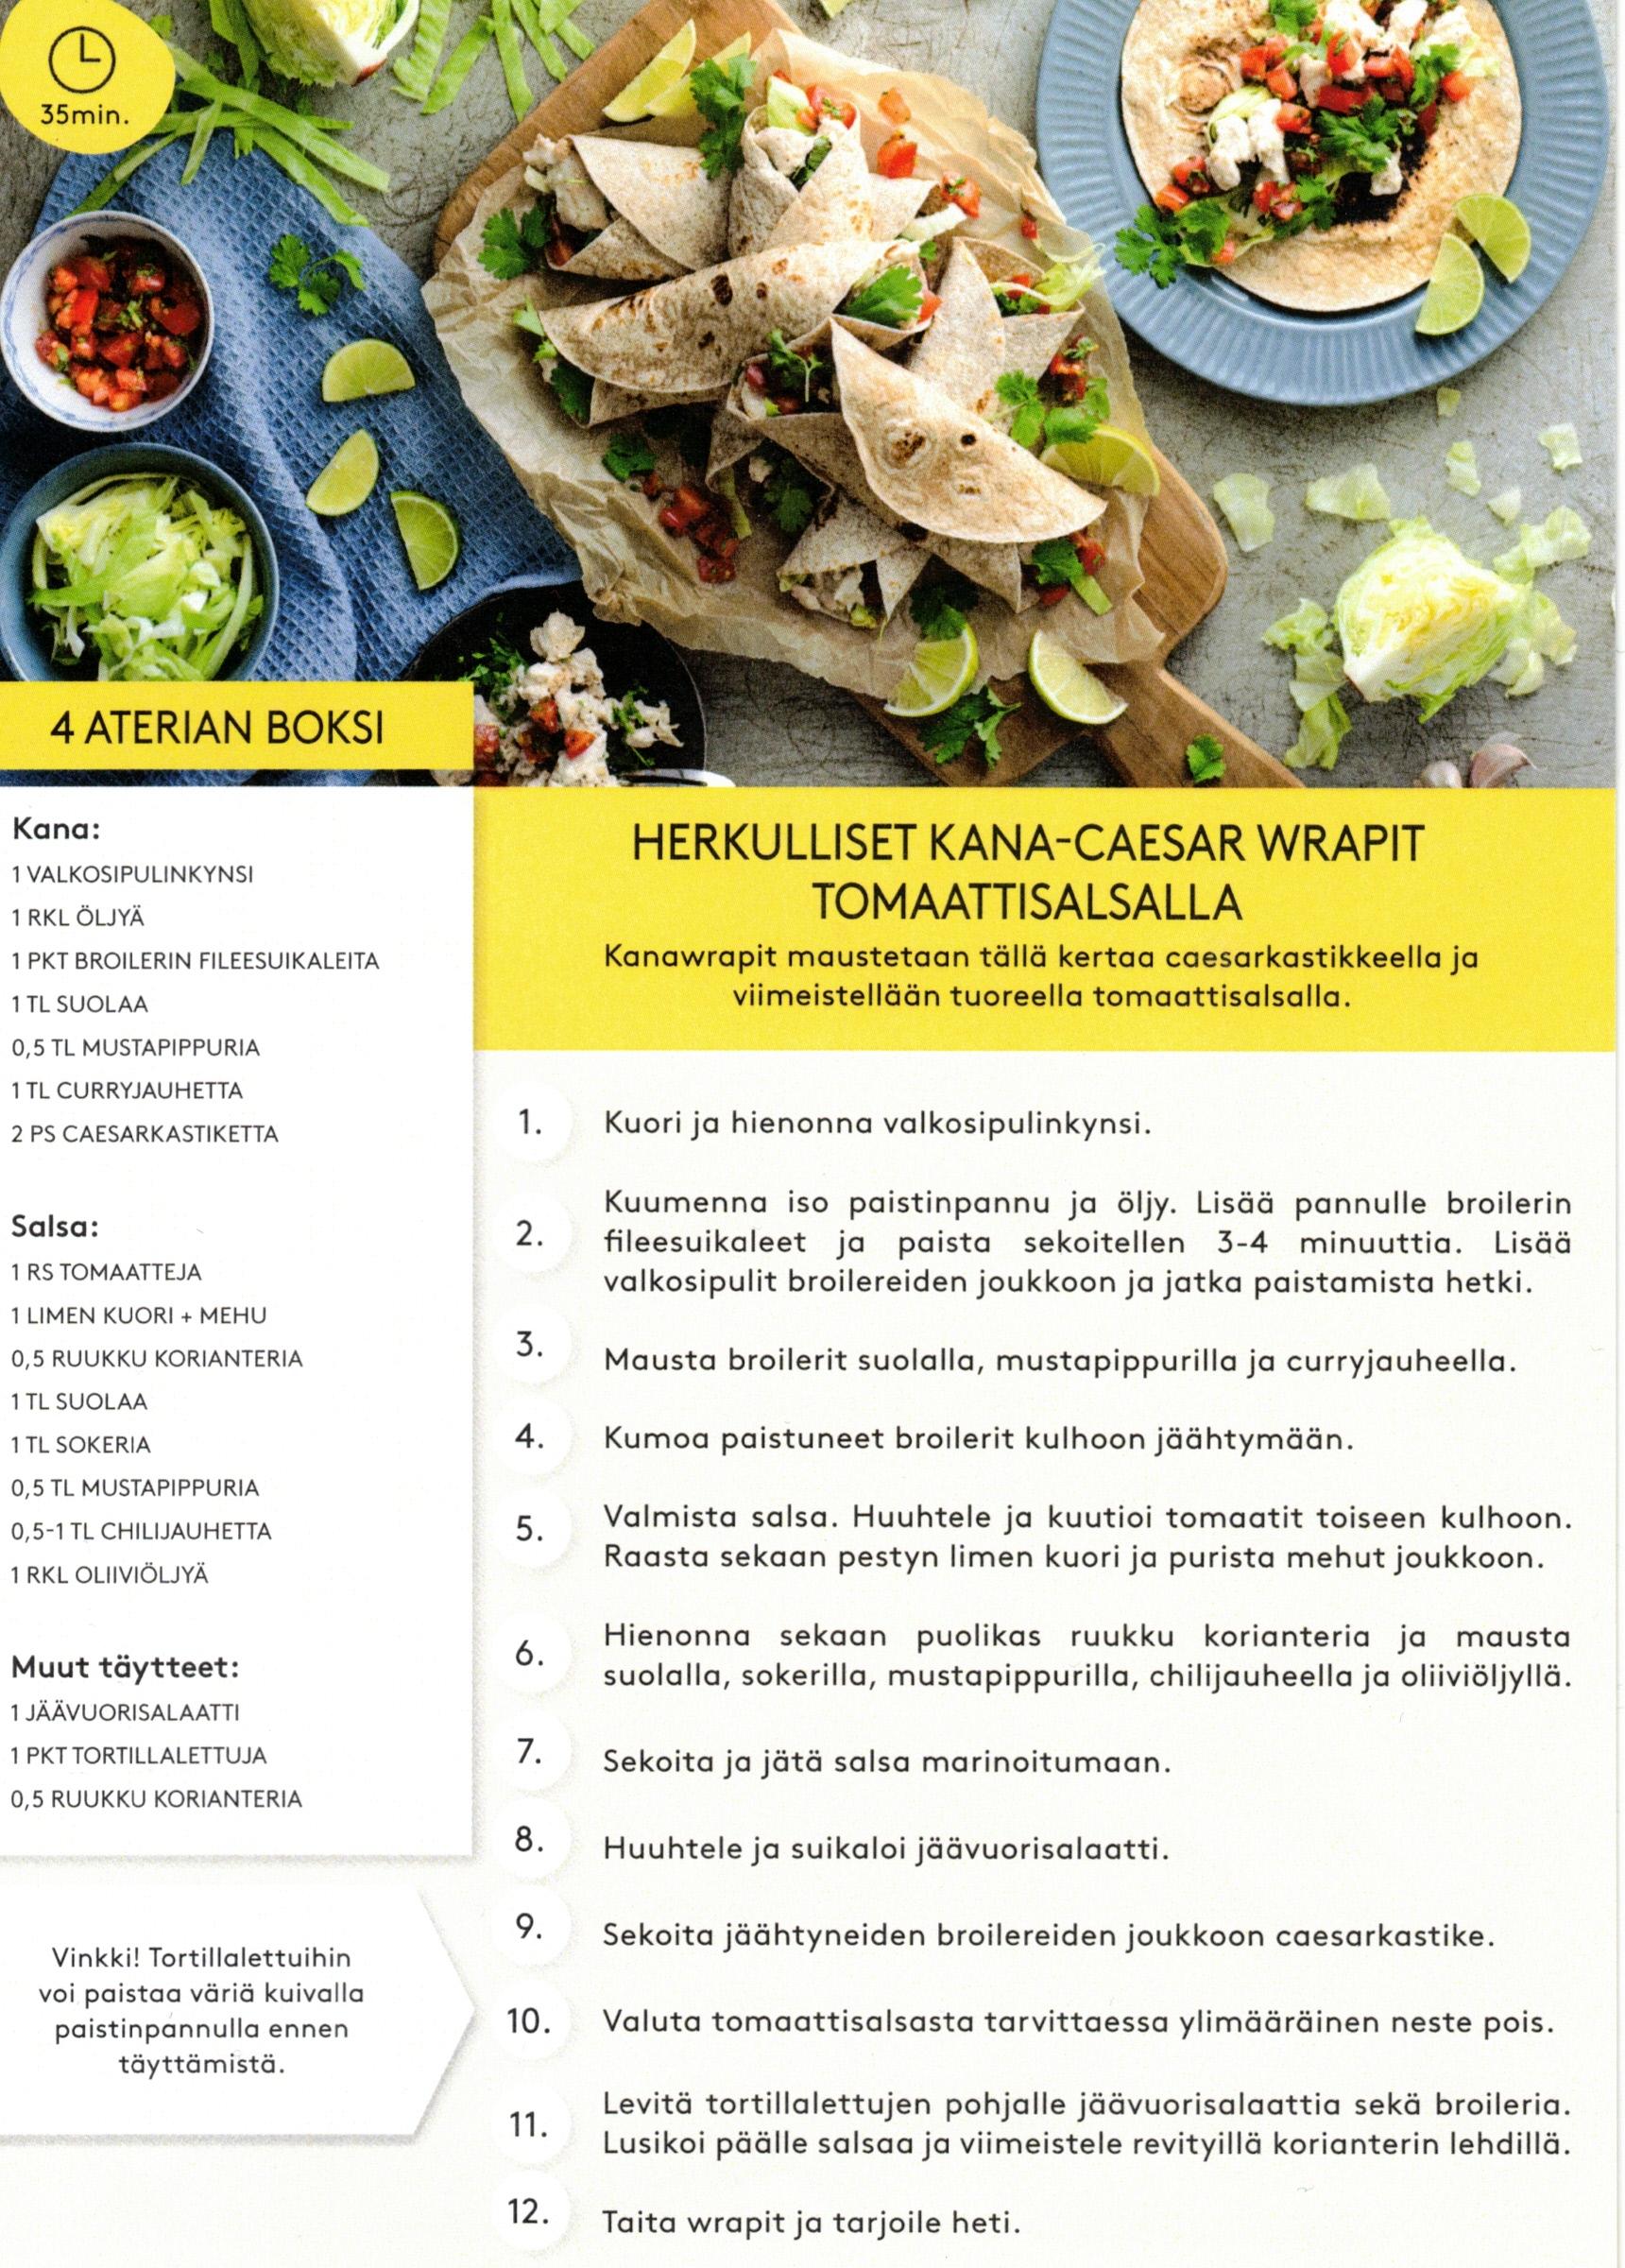 35min.
4 ATERIAN BOKSI
Kana:
1 VALKOSIPULINKYNSI
1 RKL ÖLJYÄ
1 PKT BROILERIN FILEESUIKALEITA
1 TL SUOLAA
0,5 TL MUSTAPIPPURIA
1 TL CURRYJAUHETTA
2 PS CAESARKASTIKETTA
Salsa:
1 RS TOMAATTEJA
1 LIMEN KUORI + MEHU
0,5 RUUKKU KORIANTERIA
1 TL SUOLAA
1 TL SOKERIA
0,5 TL MUSTAPIPPURIA
0,5-1 TL CHILIJAUHETTA
1 RKL OLIIVIÖLJYÄ
Muut täytteet:
1 JÄÄVUORISALAATTI
1 PKT TORTILLALETTUJA
0,5 RUUKKU KORIANTERIA
Vinkki! Tortillalettuihin
voi paistaa väriä kuivalla
paistinpannulla ennen
täyttämistä.
HERKULLISET KANA-CAESAR WRAPIT
TOMAATTISALSALLA
Kanawrapit maustetaan tällä kertaa caesarkastikkeella ja
viimeistellään tuoreella tomaattisalsalla.
1. Kuori ja hienonna valkosipulinkynsi.
2. Kuumenna iso paistinpannu ja öljy. Lisää pannulle broilerin
fileesuikaleet ja paista sekoitellen 3-4 minuuttia. Lisää
valkosipulit broilereiden joukkoon ja jatka paistamista hetki.
3. Mausta broilerit suolalla, mustapippurilla ja curryjauheella.
4. Kumoa paistuneet broilerit kulhoon jäähtymään.
5. Valmista salsa. Huuhtele ja kuutioi tomaatit toiseen kulhoon.
Raasta sekaan pestyn limen kuori ja purista mehut joukkoon.
6. Hienonna sekaan puolikas ruukku korianteria ja mausta
suolalla, sokerilla, mustapippurilla, chilijauheella ja oliiviöljyllä.
7. Sekoita ja jätä salsa marinoitumaan.
8. Huuhtele ja suikaloi jäävuorisalaatti.
9. Sekoita jäähtyneiden broilereiden joukkoon caesarkastike.
10. Valuta tomaattisalsasta tarvittaessa ylimääräinen neste pois.
11. Levitä tortillalettujen pohjalle jäävuorisalaattia sekä broileria.
Lusikoi päälle salsaa ja viimeistele revityillä korianterin lehdillä.
12. Taita wrapit ja tarjoile heti.